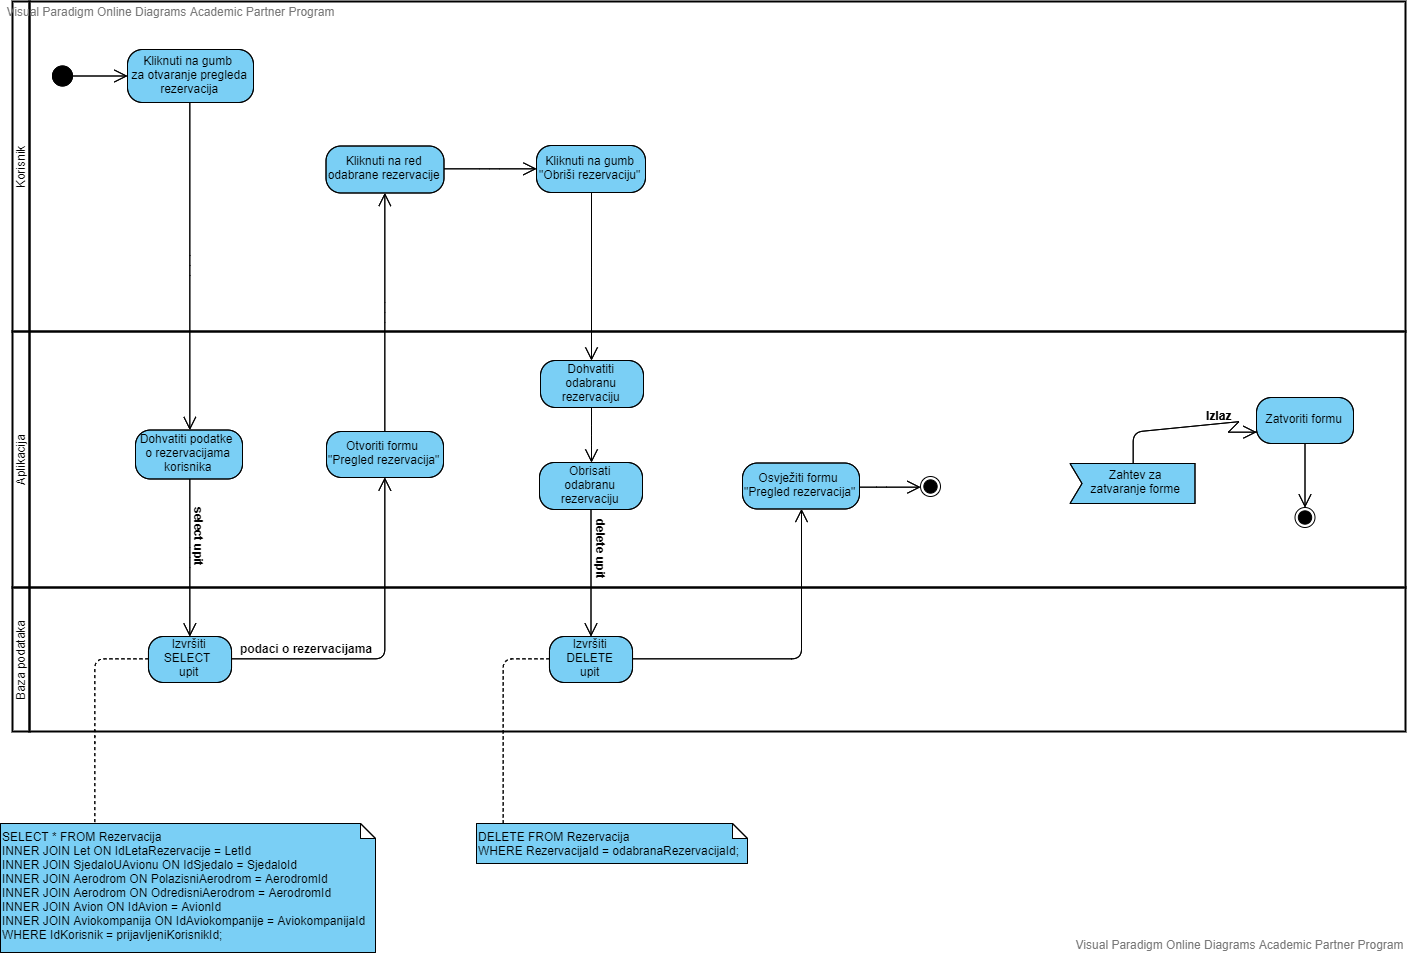 Visual Paradigm Online Diagrams Academic Partner Program
Korisnik
Kliknuti na gumb
za otvaranje pregleda
rezervacija
Kliknuti na red
odabrane rezervacije
Kliknuti na gumb
"Obriši rezervaciju"
Aplikacija
Dohvatiti podatke
o rezervacijama
korisnika
Otvoriti formu
"Pregled rezervacija"
Dohvatiti
odabranu
rezervaciju
Obrisati
odabranu
rezervaciju
Osvježiti formu
"Pregled rezervacija"
Zahtev za
zatvaranje forme
Izlaz
Zatvoriti formu
select upit
delete upit
Baza podataka
Izvršiti
SELECT
upit
podaci o rezervacijama
Izvršiti
DELETE
upit
SELECT * FROM Rezervacija
INNER JOIN Let ON IdLetaRezervacije = LetId
INNER JOIN SjedaloUAvionu ON IdSjedalo = SjedaloId
INNER JOIN Aerodrom ON PolazisniAerodrom = AerodromId
INNER JOIN Aerodrom ON OdredisniAerodrom = AerodromId
INNER JOIN Avion ON IdAvion = AvionId
INNER JOIN Aviokompanija ON IdAviokompanije = AviokompanijaId
WHERE IdKorisnik = prijavljeniKorisnikId;
DELETE FROM Rezervacija
WHERE RezervacijaId = odabranaRezervacijaId;
Visual Paradigm Online Diagrams Academic Partner Program